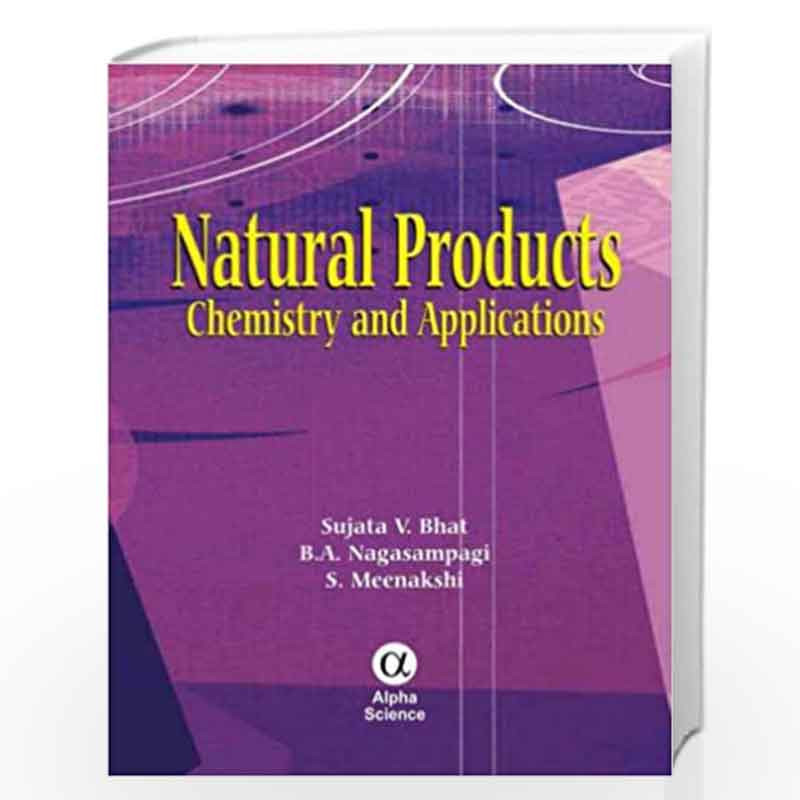 Natural Products
Chemistry and Applications
Sujata V. Bhat
B.A. Nagasampagi
S. Meenakshi
α
Alpha
Science